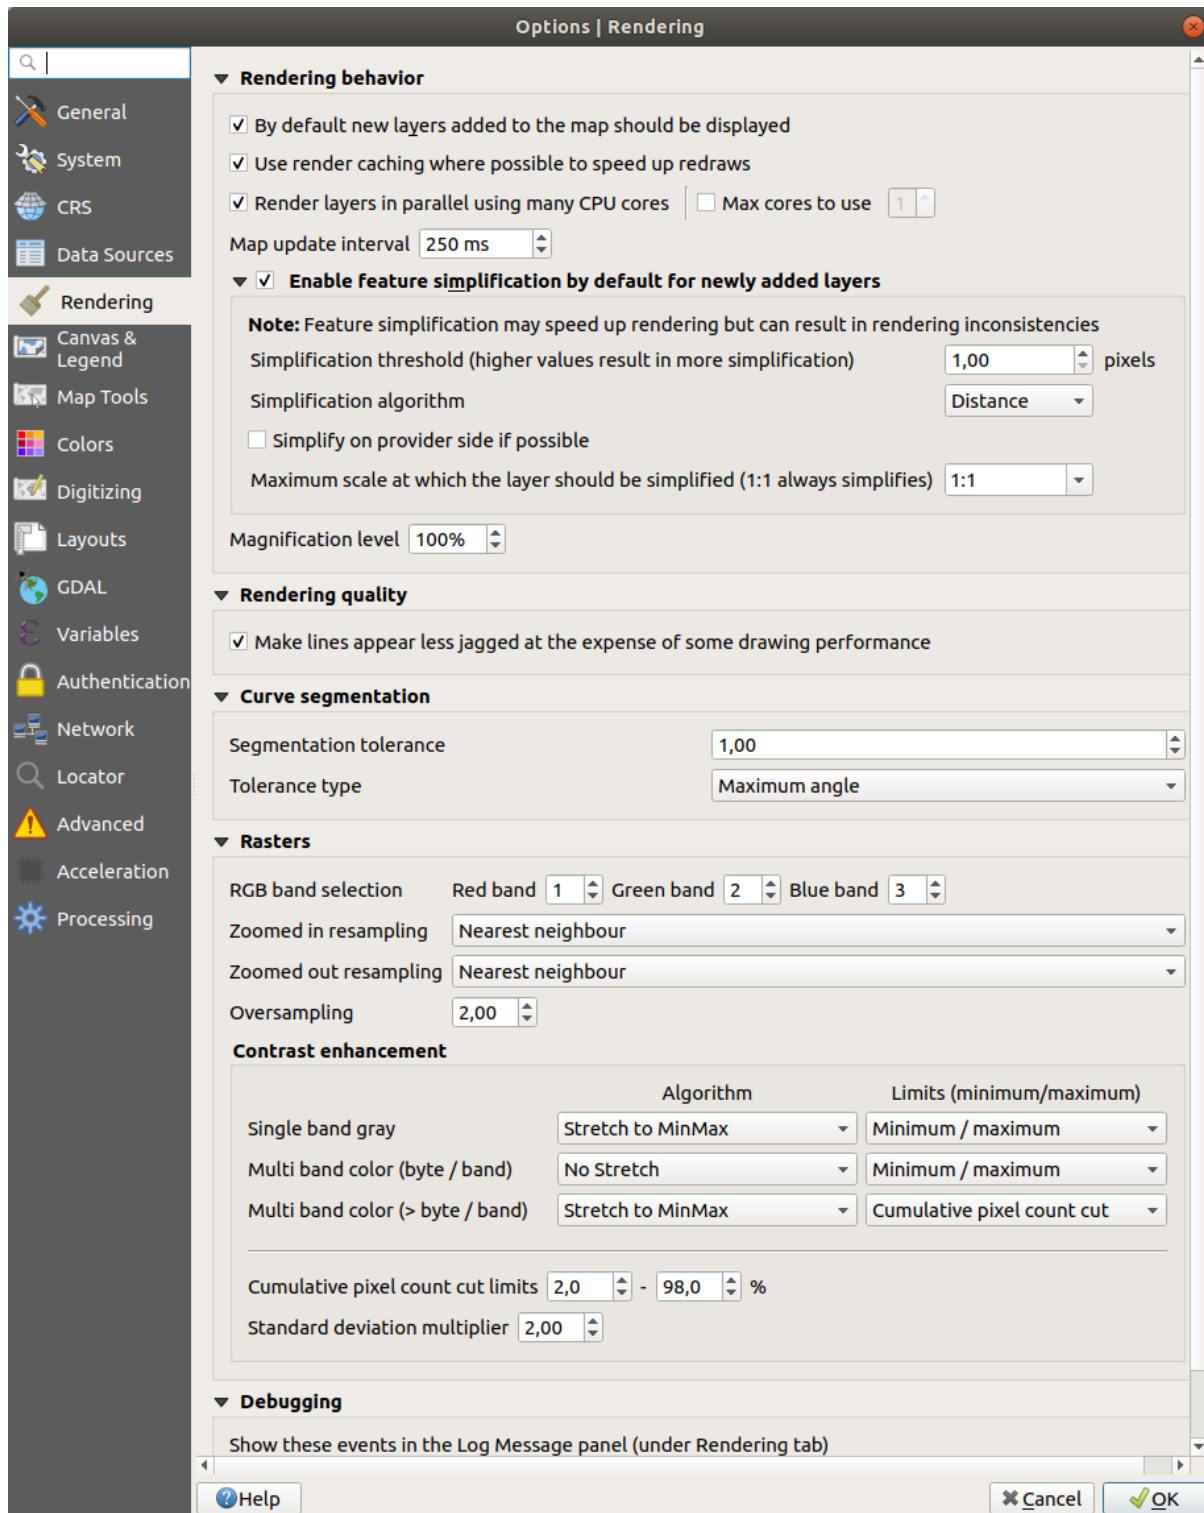 Options | Rendering
General
System
CRS
Data Sources
Rendering
Canvas &
Legend
Map Tools
Colors
Digitizing
Layouts
GDAL
Variables
Authentication
Network
Locator
Advanced
Acceleration
Processing
Rendering behavior
By default new layers added to the map should be displayed
Use render caching where possible to speed up redraws
Render layers in parallel using many CPU cores Max cores to use 1
Map update interval 250 ms
Enable feature simplification by default for newly added layers
Note: Feature simplification may speed up rendering but can result in rendering inconsistencies
Simplification threshold (higher values result in more simplification) 1,00 pixels
Simplification algorithm Distance
Simplify on provider side if possible
Maximum scale at which the layer should be simplified (1:1 always simplifies) 1:1
Magnification level 100%
Rendering quality
Make lines appear less jagged at the expense of some drawing performance
Curve segmentation
Segmentation tolerance 1,00
Tolerance type Maximum angle
Rasters
RGB band selection Red band 1 Green band 2 Blue band 3
Zoomed in resampling Nearest neighbour
Zoomed out resampling Nearest neighbour
Oversampling 2,00
Contrast enhancement
Algorithm Limits (minimum/maximum)
Single band gray Stretch to MinMax Minimum / maximum
Multi band color (byte / band) No Stretch Minimum / maximum
Multi band color (> byte / band) Stretch to MinMax Cumulative pixel count cut
Cumulative pixel count cut limits 2,0 - 98,0 %
Standard deviation multiplier 2,00
Debugging
Show these events in the Log Message panel (under Rendering tab)
Help Cancel OK